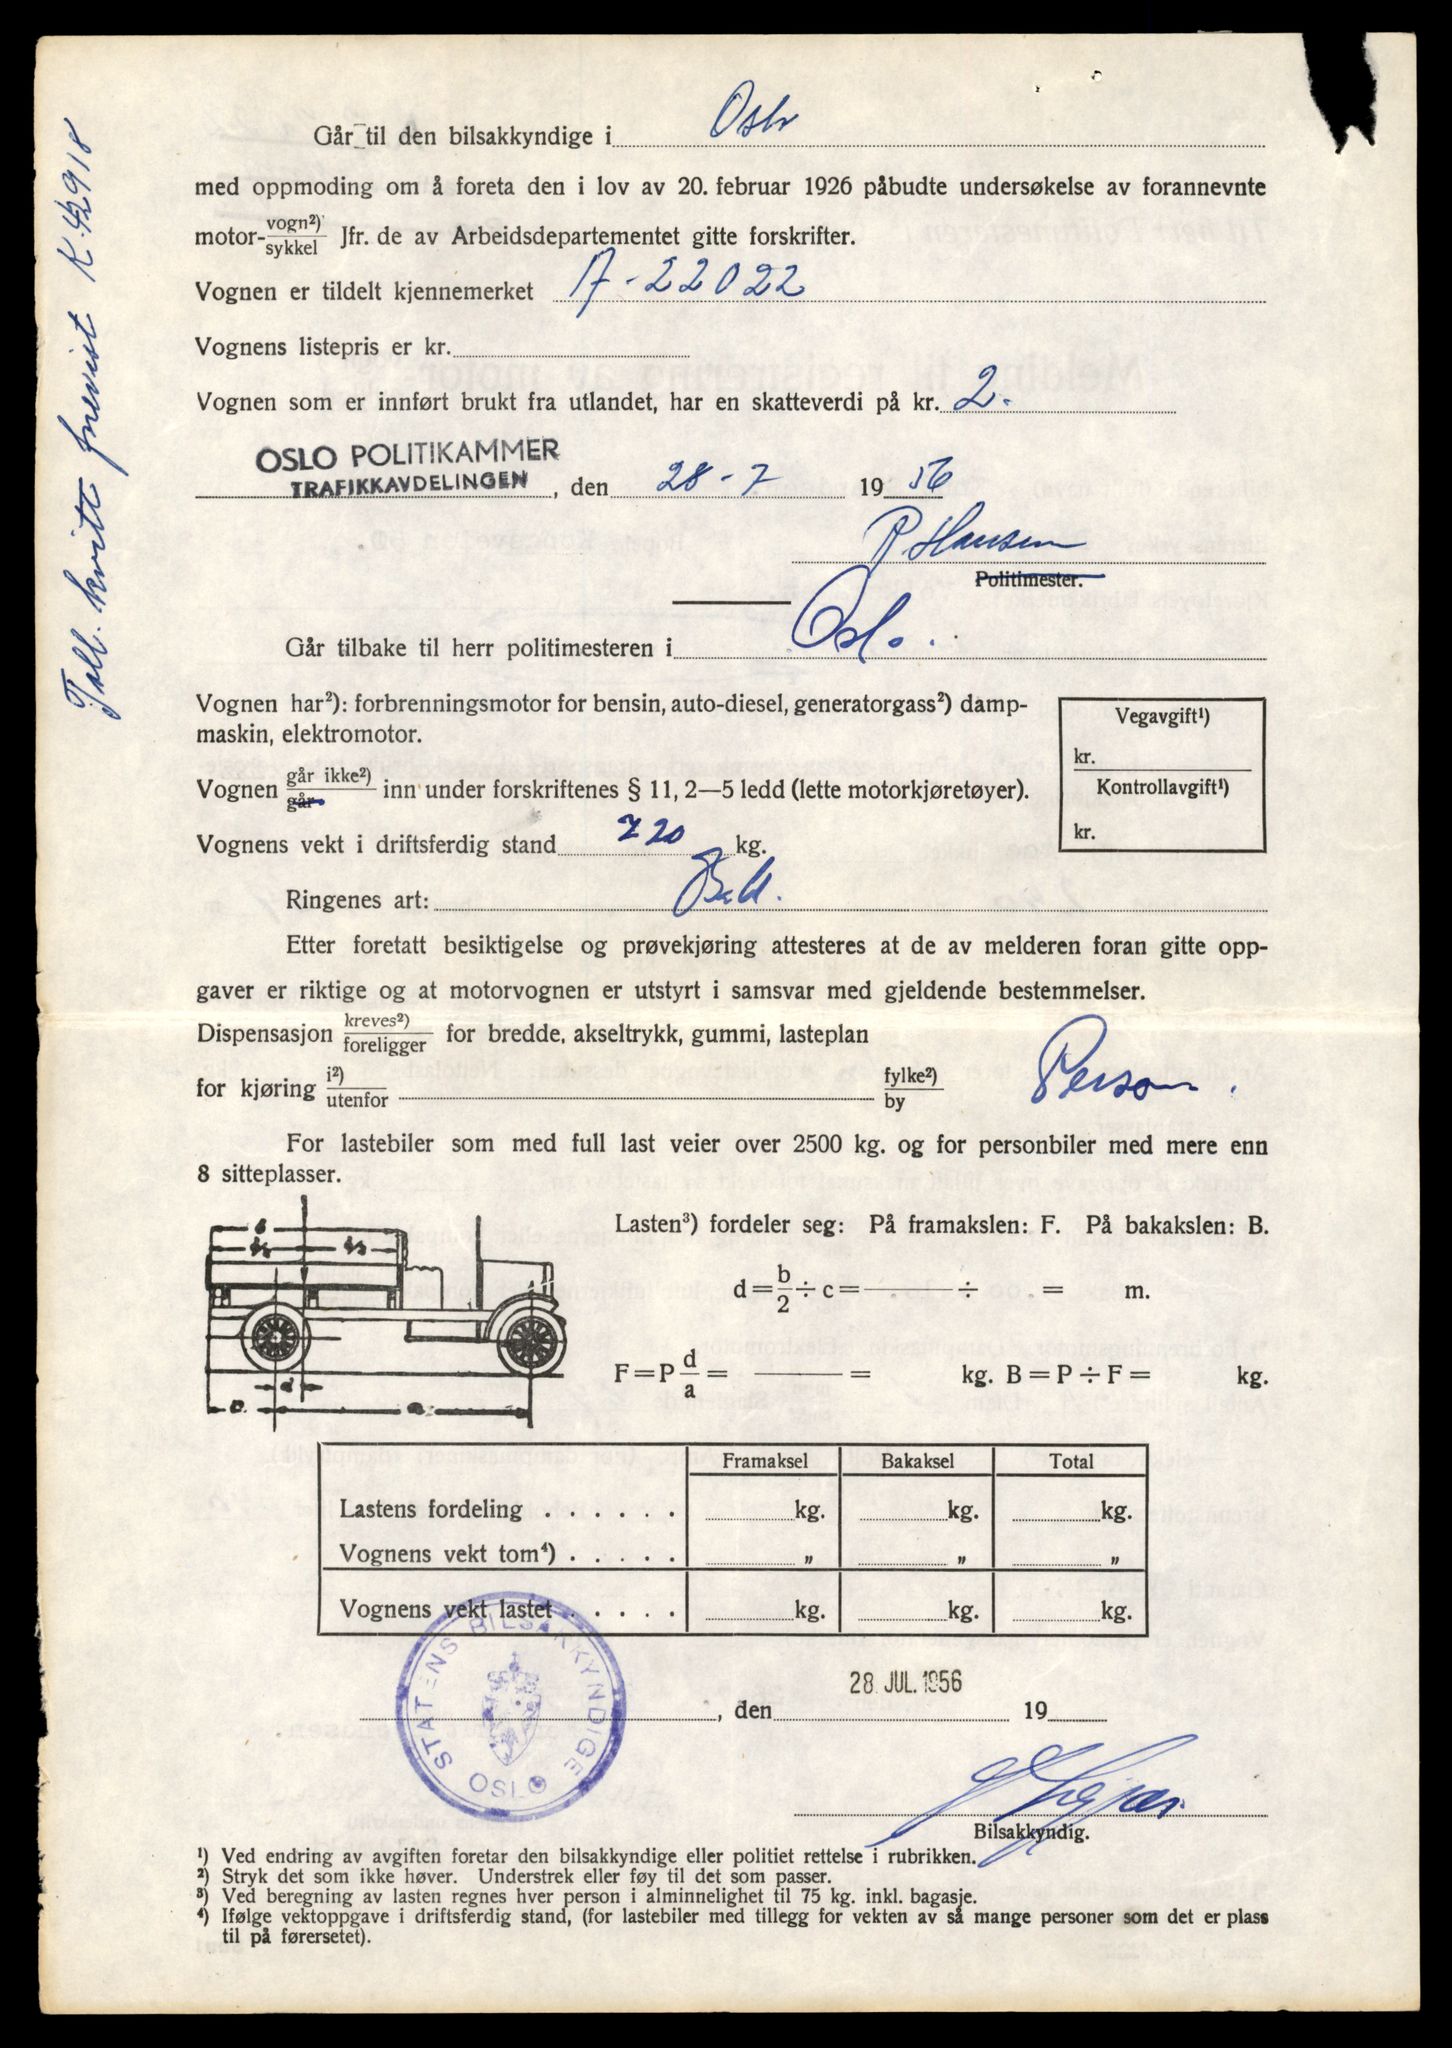 Toll. kvitt forevist K.42918
Går til den bilsakkyndige i Oslo
med oppmoding om å foreta den i lov av 20. februar 1926 påbudte undersøkelse av forannevnte
motor-vogn²)/sykkel Jfr. de av Arbeidsdepartementet gitte forskrifter.
Vognen er tildelt kjennemerket A-22022
Vognens listepris er kr.
Vognen som er innført brukt fra utlandet, har en skatteverdi på kr. 2.
OSLO POLITIKAMMER
TRAFIKKAVDELINGEN, den 28-7 1956
R. Hansen
Politimester.
Går tilbake til herr politimesteren i Oslo.
Vognen har²): forbrenningsmotor for bensin, auto-diesel, generatorgass²) damp-
maskin, elektromotor.
Vegavgift¹)
kr.
Kontrollavgift¹)
kr.
Vognen går ikke²)/går inn under forskriftenes § 11, 2—5 ledd (lette motorkjøretøyer).
Vognens vekt i driftsferdig stand 720 kg.
Ringenes art:
Etter foretatt besiktigelse og prøvekjøring attesteres at de av melderen foran gitte opp-
gaver er riktige og at motorvognen er utstyrt i samsvar med gjeldende bestemmelser.
Dispensasjon kreves²)/foreligger for bredde, akseltrykk, gummi, lasteplan
for kjøring i²)/utenfor fylke²)/by Person.
For lastebiler som med full last veier over 2500 kg. og for personbiler med mere enn
8 sitteplasser.
Lasten³) fordeler seg: På framakslen: F. På bakakslen: B.
d = b/2 ÷ c = ÷ = m.
F = P d/a = = kg. B = P ÷ F = kg.
Framaksel Bakaksel Total
Lastens fordeling . . . . . . kg. kg. kg.
Vognens vekt tom⁴) . . . . . „ „ „
Vognens vekt lastet . . . . . kg. kg. kg.
STATENS BILSAKKYNDIGE
OSLO
28. JUL. 1956
, den 19
Bilsakkyndig.
¹) Ved endring av avgiften foretar den bilsakkyndige eller politiet rettelse i rubrikken.
²) Stryk det som ikke høver. Understrek eller føy til det som passer.
³) Ved beregning av lasten regnes hver person i alminnelighet til 75 kg. inkl. bagasje.
⁴) Ifølge vektoppgave i driftsferdig stand, (for lastebiler med tillegg for vekten av så mange personer som det er plass
til på førersetet).